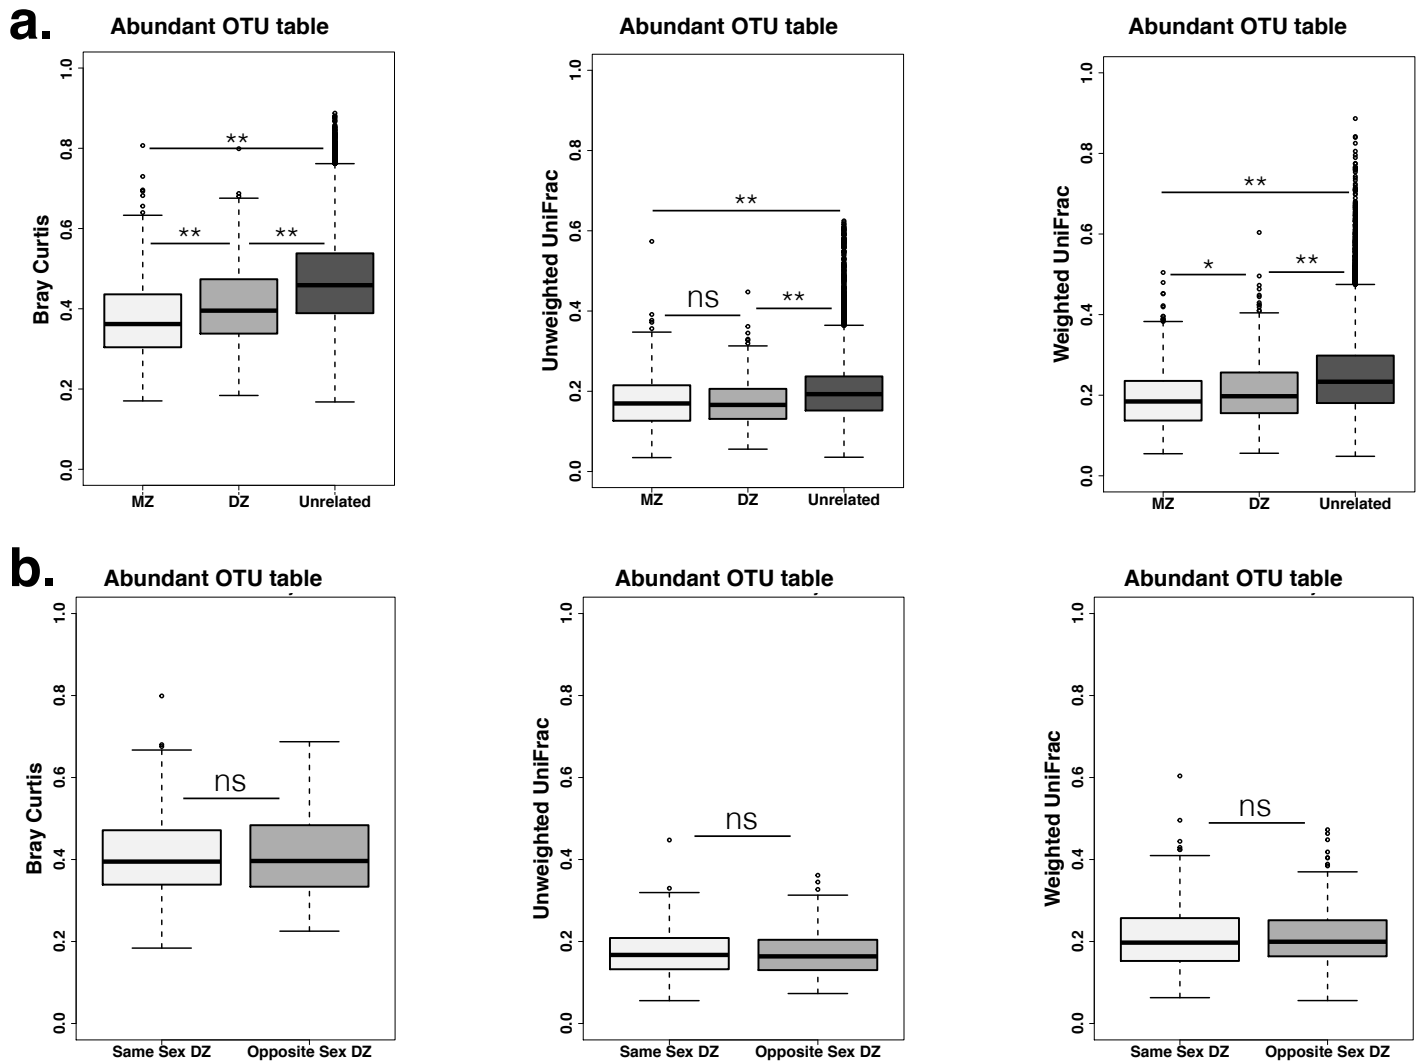 a.
Abundant OTU table
Bray Curtis
1.0
0.8
0.6
0.4
0.2
0.0
**
**
**
MZ
DZ
Unrelated
Abundant OTU table
Unweighted UniFrac
1.0
0.8
0.6
0.4
0.2
0.0
**
ns
**
MZ
DZ
Unrelated
Abundant OTU table
Weighted UniFrac
1.0
0.8
0.6
0.4
0.2
0.0
**
*
**
MZ
DZ
Unrelated
b.
Abundant OTU table
Bray Curtis
1.0
0.8
0.6
0.4
0.2
0.0
ns
Same Sex DZ
Opposite Sex DZ
Abundant OTU table
Unweighted UniFrac
1.0
0.8
0.6
0.4
0.2
0.0
ns
Same Sex DZ
Opposite Sex DZ
Abundant OTU table
Weighted UniFrac
1.0
0.8
0.6
0.4
0.2
0.0
ns
Same Sex DZ
Opposite Sex DZ